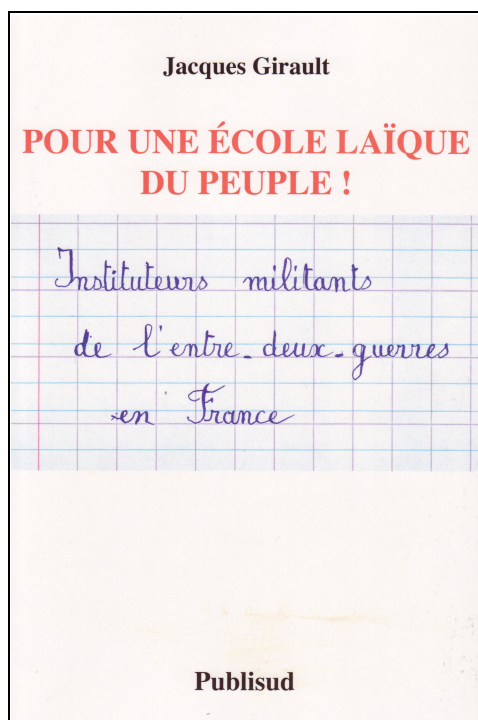 Jacques Girault
POUR UNE ÉCOLE LAÏQUE
DU PEUPLE !
Instituteurs militants
de l'entre-deux-guerres
en France
Publisud